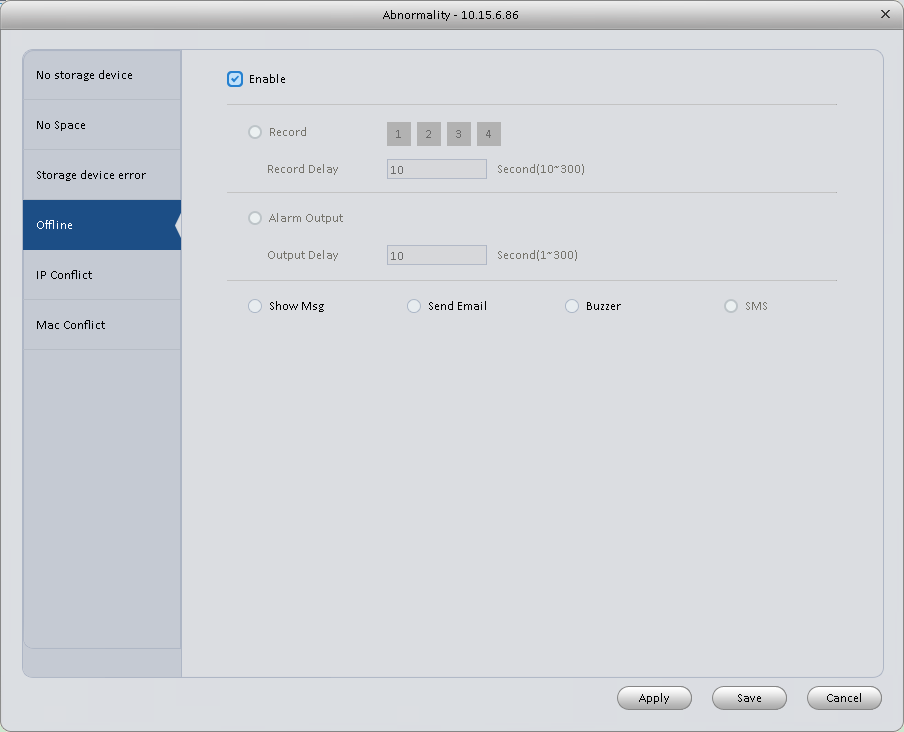 Abnormality - 10.15.6.86
No storage device
No Space
Storage device error
Offline
IP Conflict
Mac Conflict
Enable
Record 1 2 3 4
Record Delay 10 Second(10~300)
Alarm Output
Output Delay 10 Second(1~300)
Show Msg Send Email Buzzer SMS
Apply Save Cancel